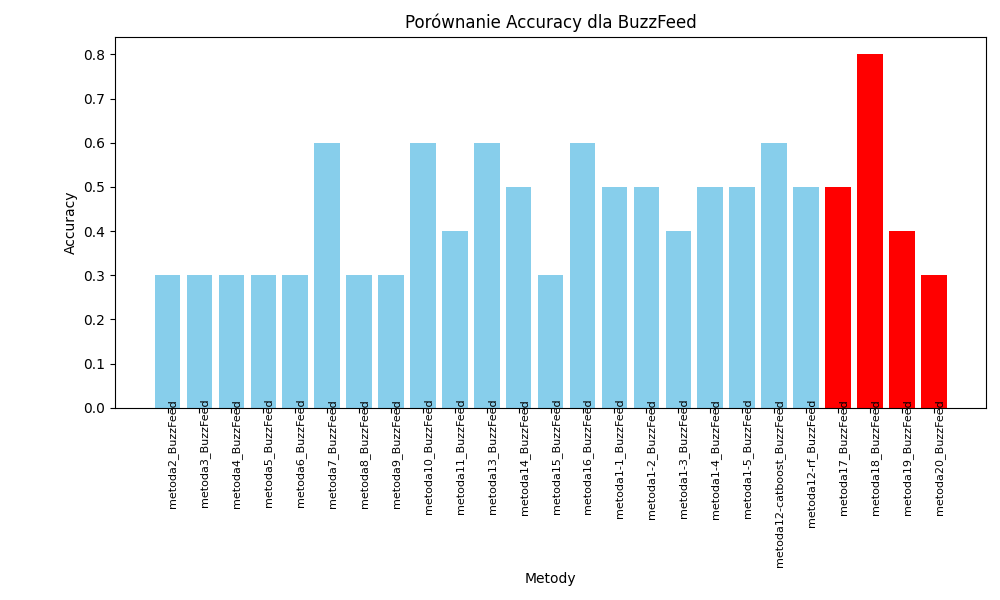 Porównanie Accuracy dla BuzzFeed
Accuracy
0.8
0.7
0.6
0.5
0.4
0.3
0.2
0.1
0.0
metoda2_BuzzFeed
metoda3_BuzzFeed
metoda4_BuzzFeed
metoda5_BuzzFeed
metoda6_BuzzFeed
metoda7_BuzzFeed
metoda8_BuzzFeed
metoda9_BuzzFeed
metoda10_BuzzFeed
metoda11_BuzzFeed
metoda13_BuzzFeed
metoda14_BuzzFeed
metoda15_BuzzFeed
metoda16_BuzzFeed
metoda1-1_BuzzFeed
metoda1-2_BuzzFeed
metoda1-3_BuzzFeed
metoda1-4_BuzzFeed
metoda1-5_BuzzFeed
metoda12-catboost_BuzzFeed
metoda12-rf_BuzzFeed
metoda17_BuzzFeed
metoda18_BuzzFeed
metoda19_BuzzFeed
metoda20_BuzzFeed
Metody